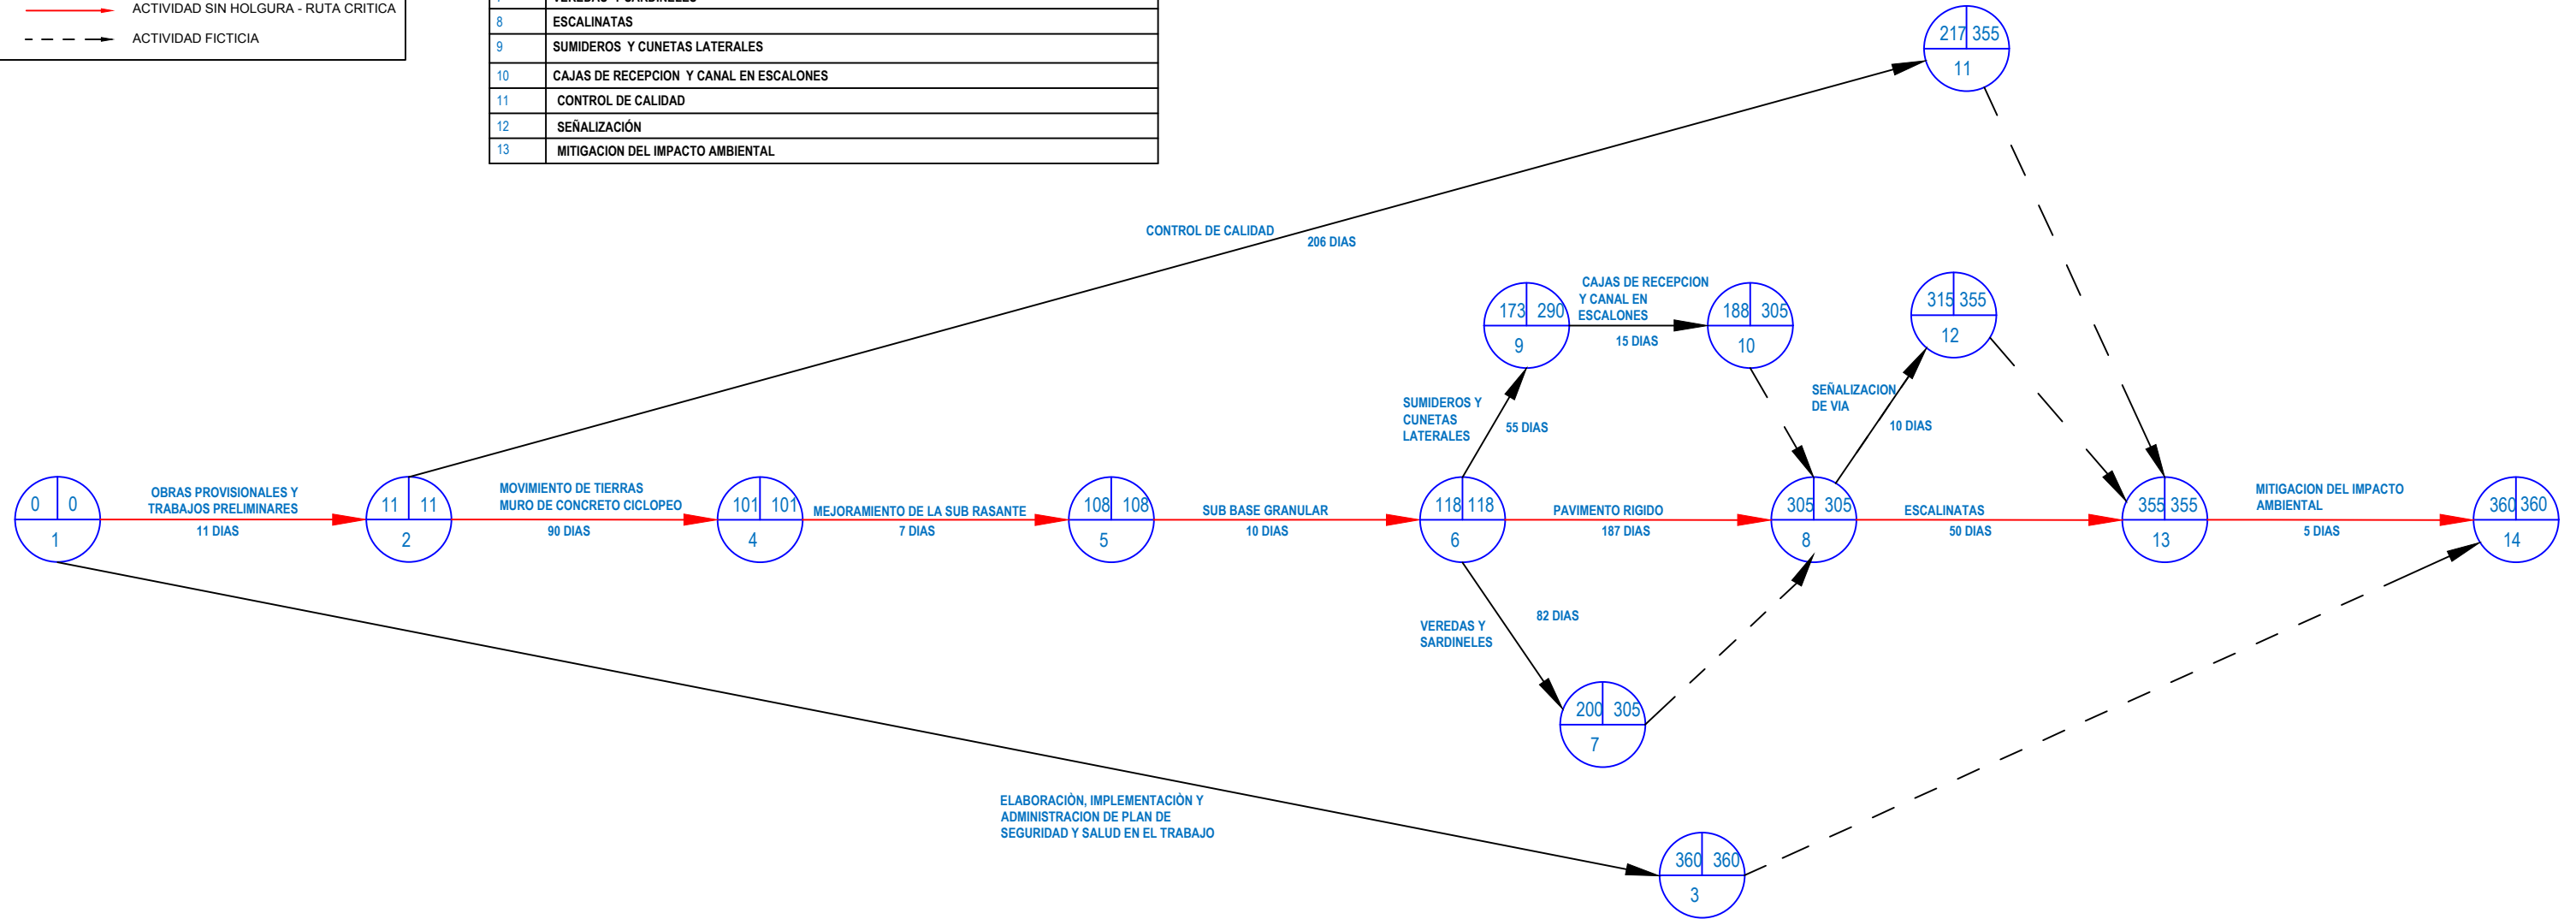 ACTIVIDAD SIN HOLGURA - RUTA CRITICA
ACTIVIDAD FICTICIA
7 VEREDAS Y SARDINELES
8 ESCALINATAS
9 SUMIDEROS Y CUNETAS LATERALES
10 CAJAS DE RECEPCION Y CANAL EN ESCALONES
11 CONTROL DE CALIDAD
12 SEÑALIZACIÓN
13 MITIGACION DEL IMPACTO AMBIENTAL
217 355
11
CONTROL DE CALIDAD
206 DIAS
173 290
9
CAJAS DE RECEPCION
Y CANAL EN
ESCALONES
15 DIAS
188 305
10
315 355
12
SUMIDEROS Y
CUNETAS
LATERALES
55 DIAS
SEÑALIZACION
DE VIA
10 DIAS
0 0
1
OBRAS PROVISIONALES Y
TRABAJOS PRELIMINARES
11 DIAS
11 11
2
MOVIMIENTO DE TIERRAS
MURO DE CONCRETO CICLOPEO
90 DIAS
101 101
4
MEJORAMIENTO DE LA SUB RASANTE
7 DIAS
108 108
5
SUB BASE GRANULAR
10 DIAS
118 118
6
PAVIMENTO RIGIDO
187 DIAS
305 305
8
ESCALINATAS
50 DIAS
355 355
13
MITIGACION DEL IMPACTO
AMBIENTAL
5 DIAS
360 360
14
82 DIAS
VEREDAS Y
SARDINELES
200 305
7
ELABORACIÒN, IMPLEMENTACIÒN Y
ADMINISTRACION DE PLAN DE
SEGURIDAD Y SALUD EN EL TRABAJO
360 360
3